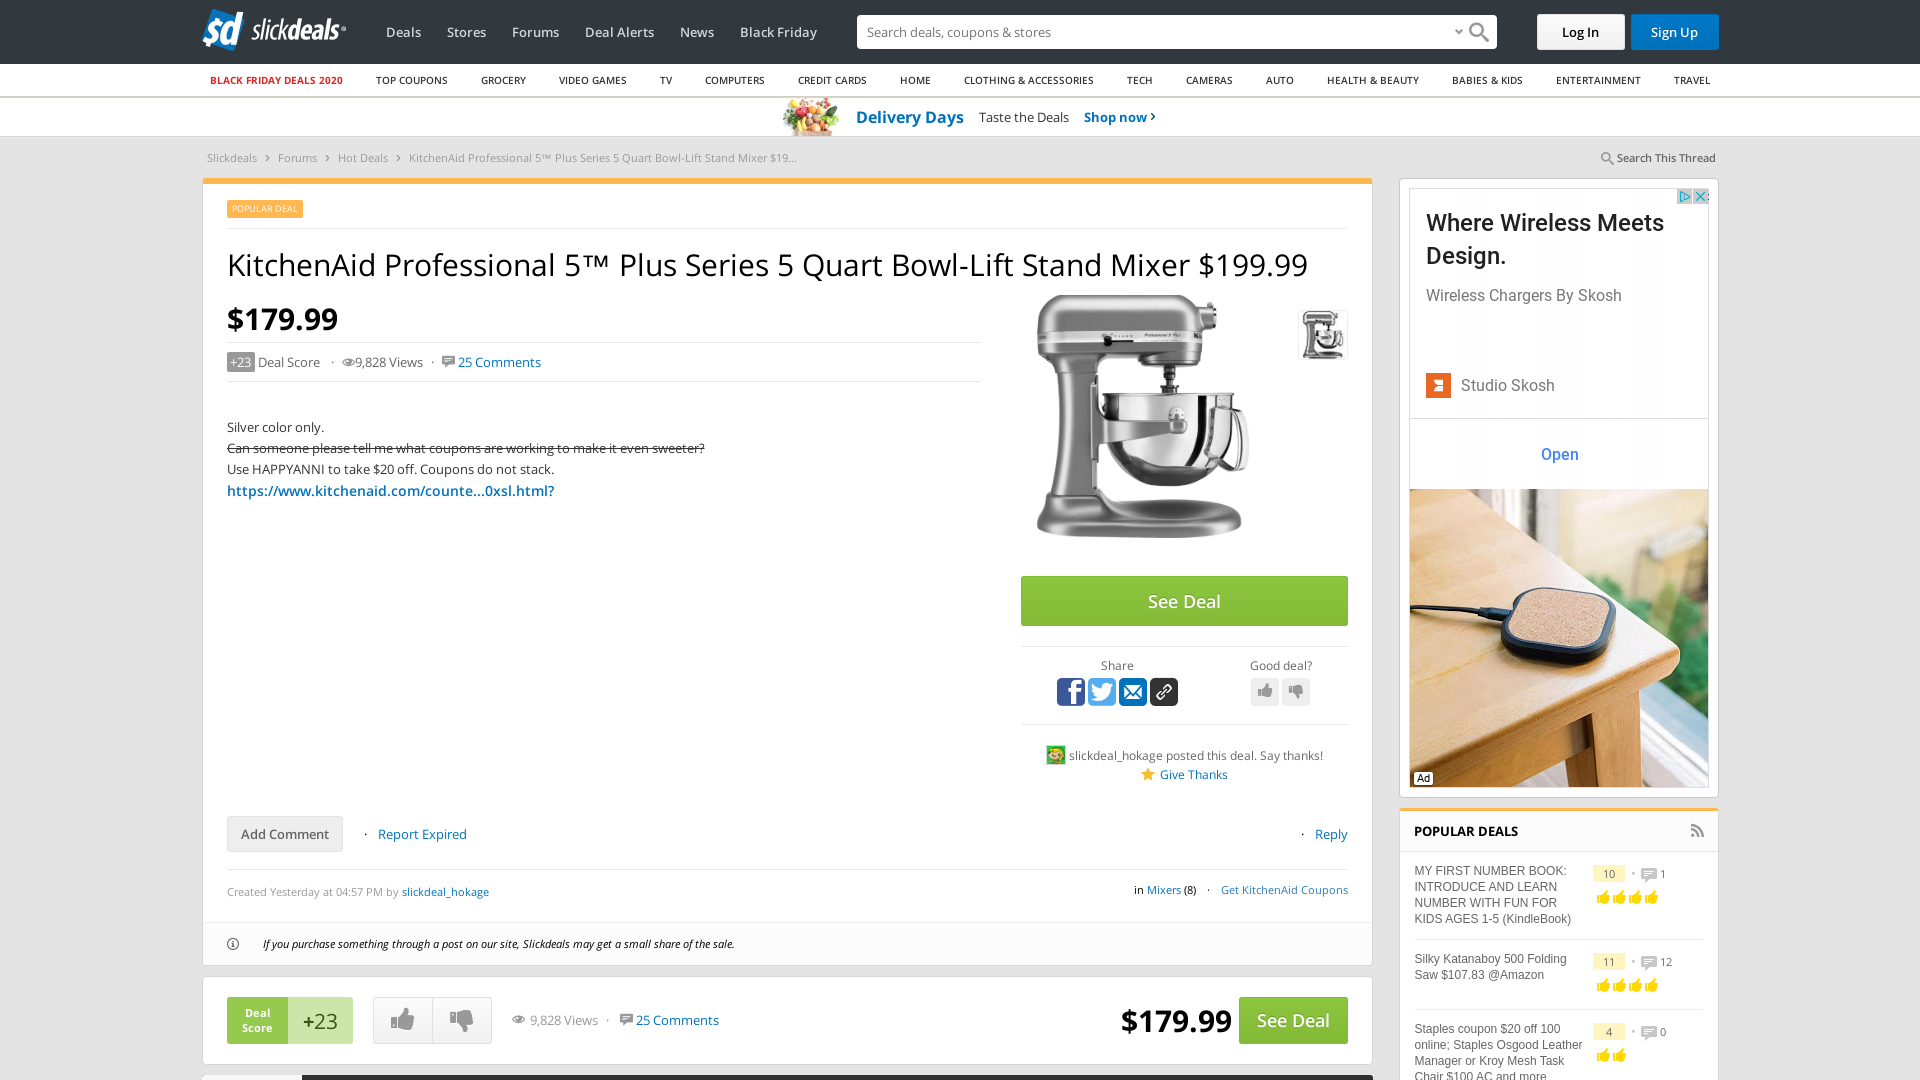 slickdeals
Deals
Stores
Forums
Deal Alerts
News
Black Friday
Search deals, coupons & stores
Log In
Sign Up
BLACK FRIDAY DEALS 2020
TOP COUPONS
GROCERY
VIDEO GAMES
TV
COMPUTERS
CREDIT CARDS
HOME
CLOTHING & ACCESSORIES
TECH
CAMERAS
AUTO
HEALTH & BEAUTY
BABIES & KIDS
ENTERTAINMENT
TRAVEL
Delivery Days Taste the Deals Shop now
Slickdeals > Forums > Hot Deals > KitchenAid Professional 5™ Plus Series 5 Quart Bowl-Lift Stand Mixer $19...
Search This Thread
POPULAR DEAL
KitchenAid Professional 5™ Plus Series 5 Quart Bowl-Lift Stand Mixer $199.99
$179.99
+23 Deal Score · 9,828 Views · 25 Comments
Silver color only.
Can someone please tell me what coupons are working to make it even sweeter?
Use HAPPYANNI to take $20 off. Coupons do not stack.
https://www.kitchenaid.com/counte...0xsl.html?
See Deal
Share
Good deal?
slickdeal_hokage posted this deal. Say thanks!
Give Thanks
Add Comment
· Report Expired
· Reply
Created Yesterday at 04:57 PM by slickdeal_hokage
in Mixers (8) · Get KitchenAid Coupons
If you purchase something through a post on our site, Slickdeals may get a small share of the sale.
Deal
Score
+23
9,828 Views · 25 Comments
$179.99
See Deal
Where Wireless Meets
Design.
Wireless Chargers By Skosh
Studio Skosh
Open
Ad
POPULAR DEALS
MY FIRST NUMBER BOOK:
INTRODUCE AND LEARN
NUMBER WITH FUN FOR
KIDS AGES 1-5 (KindleBook)
10 • 1
Silky Katanaboy 500 Folding
Saw $107.83 @Amazon
11 • 12
Staples coupon $20 off 100
online; Staples Osgood Leather
Manager or Kroy Mesh Task
Chair $100 AC and more
4 • 0